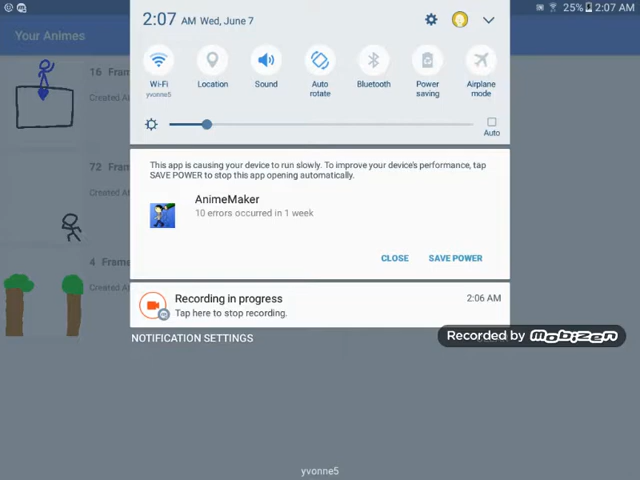 2:07 AM Wed, June 7
25% 2:07 AM
Your Animes
Wi-Fi
yvonne5
Location
Sound
Auto rotate
Bluetooth
Power saving
Airplane mode
Auto
16 Fram
Created A
This app is causing your device to run slowly. To improve your device's performance, tap
SAVE POWER to stop this app opening automatically.
72 Fram
Created A
AnimeMaker
10 errors occurred in 1 week
CLOSE SAVE POWER
4 Frame
Created A
Recording in progress 2:06 AM
Tap here to stop recording.
NOTIFICATION SETTINGS
Recorded by mobizen
yvonne5